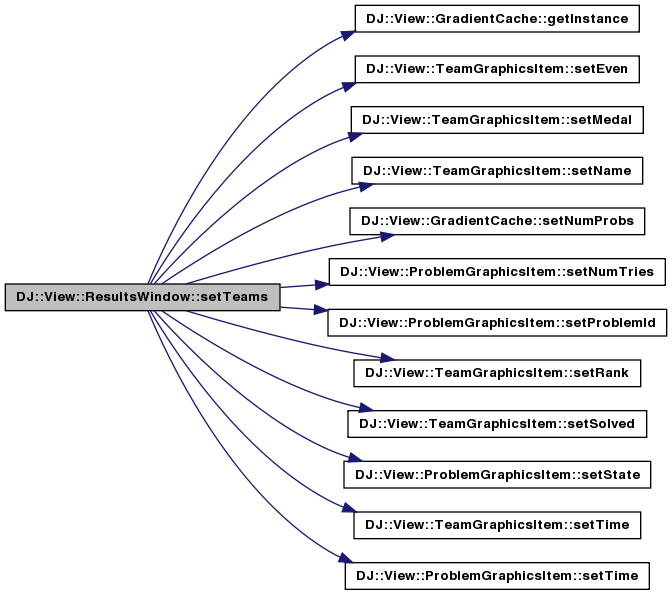 DJ::View::GradientCache::getInstance
DJ::View::TeamGraphicsItem::setEven
DJ::View::TeamGraphicsItem::setMedal
DJ::View::TeamGraphicsItem::setName
DJ::View::GradientCache::setNumProbs
DJ::View::ProblemGraphicsItem::setNumTries
DJ::View::ResultsWindow::setTeams
DJ::View::ProblemGraphicsItem::setProblemId
DJ::View::TeamGraphicsItem::setRank
DJ::View::TeamGraphicsItem::setSolved
DJ::View::ProblemGraphicsItem::setState
DJ::View::TeamGraphicsItem::setTime
DJ::View::ProblemGraphicsItem::setTime